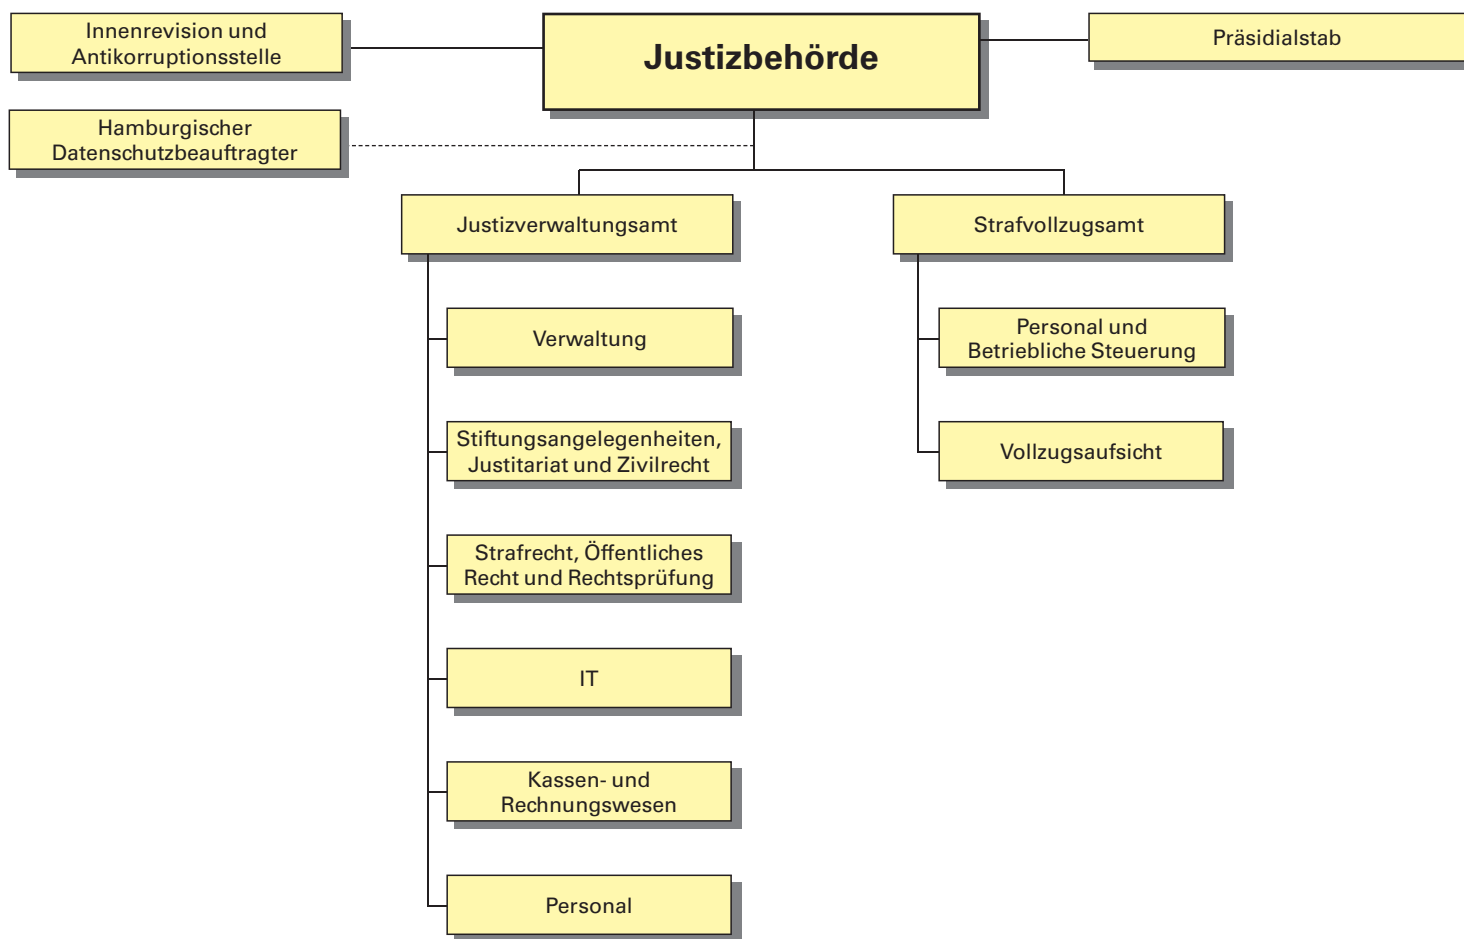 Innenrevision und
Antikorruptionsstelle
Justizbehörde
Präsidialstab
Hamburgischer
Datenschutzbeauftragter
Justizverwaltungsamt
Strafvollzugsamt
Verwaltung
Personal und
Betriebliche Steuerung
Stiftungsangelegenheiten,
Justitariat und Zivilrecht
Vollzugsaufsicht
Strafrecht, Öffentliches
Recht und Rechtsprüfung
IT
Kassen- und
Rechnungswesen
Personal